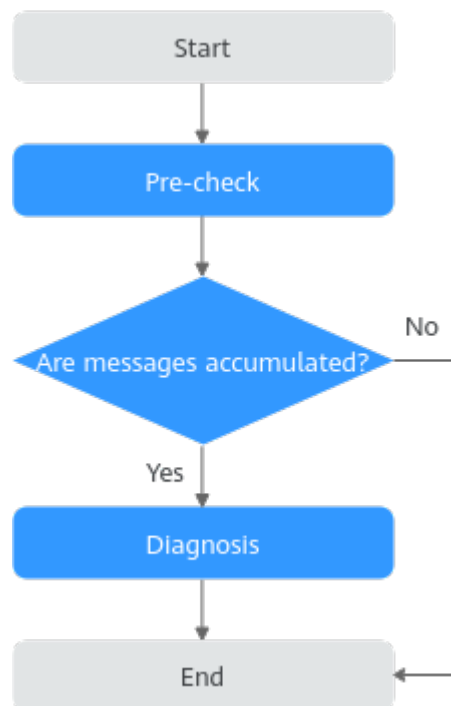 Start
Pre-check
Are messages accumulated?
No
Yes
Diagnosis
End